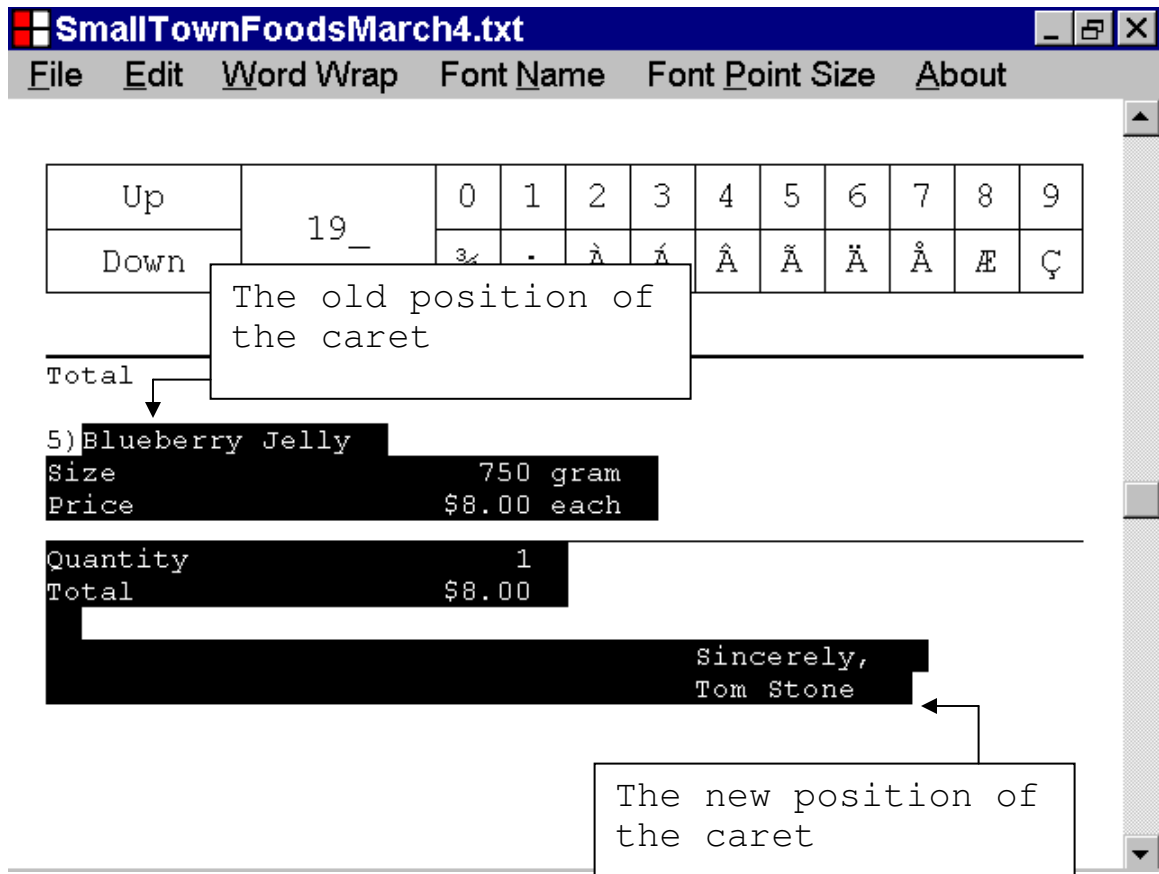 SmallTownFoodsMarch4.txt
File Edit Word Wrap Font Name Font Point Size About
Up 19_ 0 1 2 3 4 5 6 7 8 9
Down ¾ À Á Â Ã Ä Å Æ Ç
The old position of
the caret
Total
5)Blueberry Jelly
Size 750 gram
Price $8.00 each
Quantity 1
Total $8.00
Sincerely,
Tom Stone
The new position of
the caret